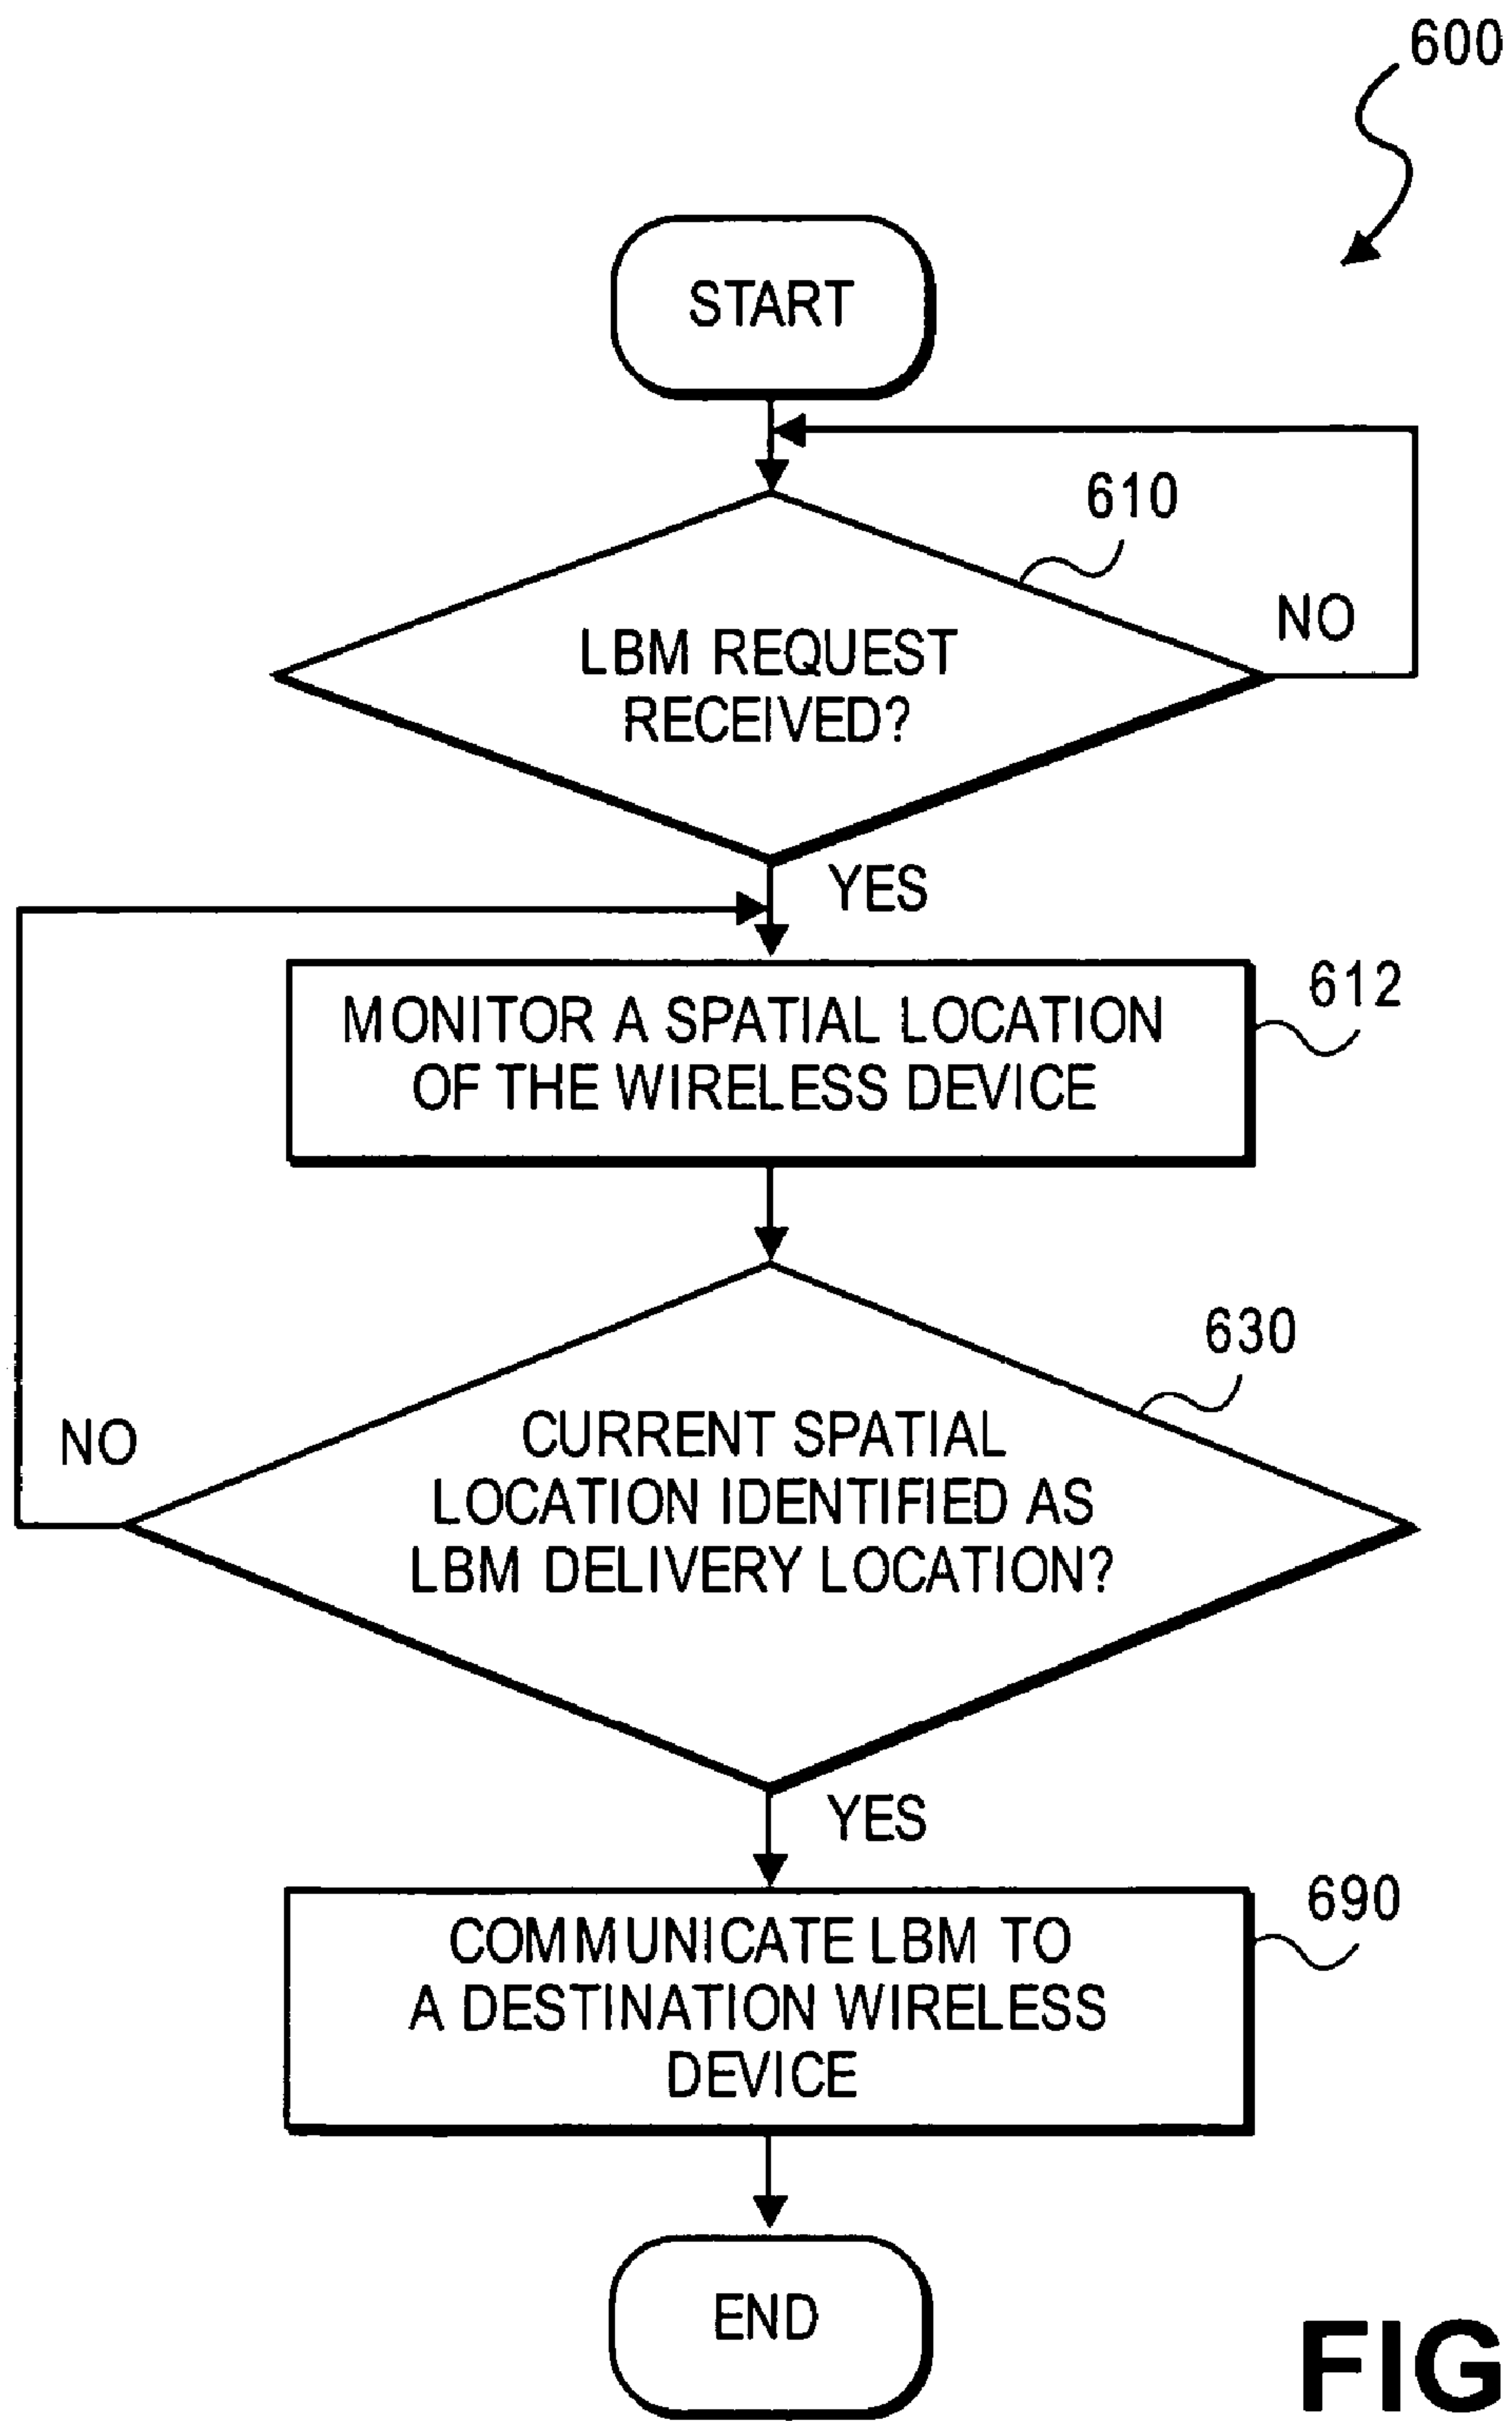 600
START
610
NO
LBM REQUEST
RECEIVED?
YES
612
MONITOR A SPATIAL LOCATION
OF THE WIRELESS DEVICE
630
NO
CURRENT SPATIAL
LOCATION IDENTIFIED AS
LBM DELIVERY LOCATION?
YES
690
COMMUNICATE LBM TO
A DESTINATION WIRELESS
DEVICE
END
FIG